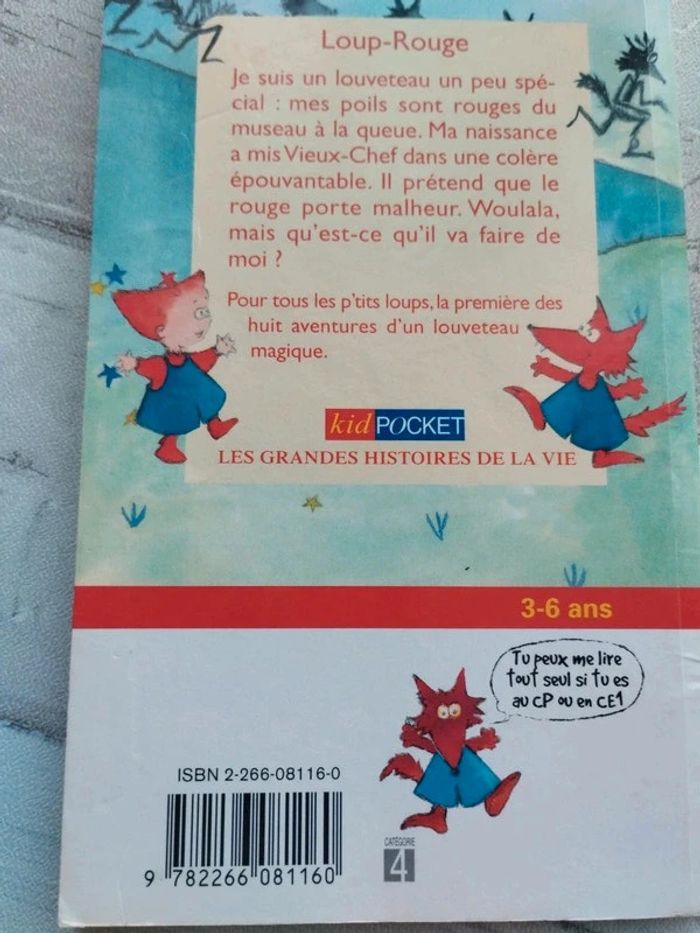 Loup-Rouge
Je suis un louveteau un peu spé-
cial : mes poils sont rouges du
museau à la queue. Ma naissance
a mis Vieux-Chef dans une colère
épouvantable. Il prétend que le
rouge porte malheur. Woulala,
mais qu'est-ce qu'il va faire de
moi ?
Pour tous les p'tits loups, la première des
huit aventures d'un louveteau
magique.
kid POCKET
LES GRANDES HISTOIRES DE LA VIE
3-6 ans
Tu peux me lire
tout seul si tu es
au CP ou en CE1
ISBN 2-266-08116-0
9 782266 081160
CATÉGORIE
4